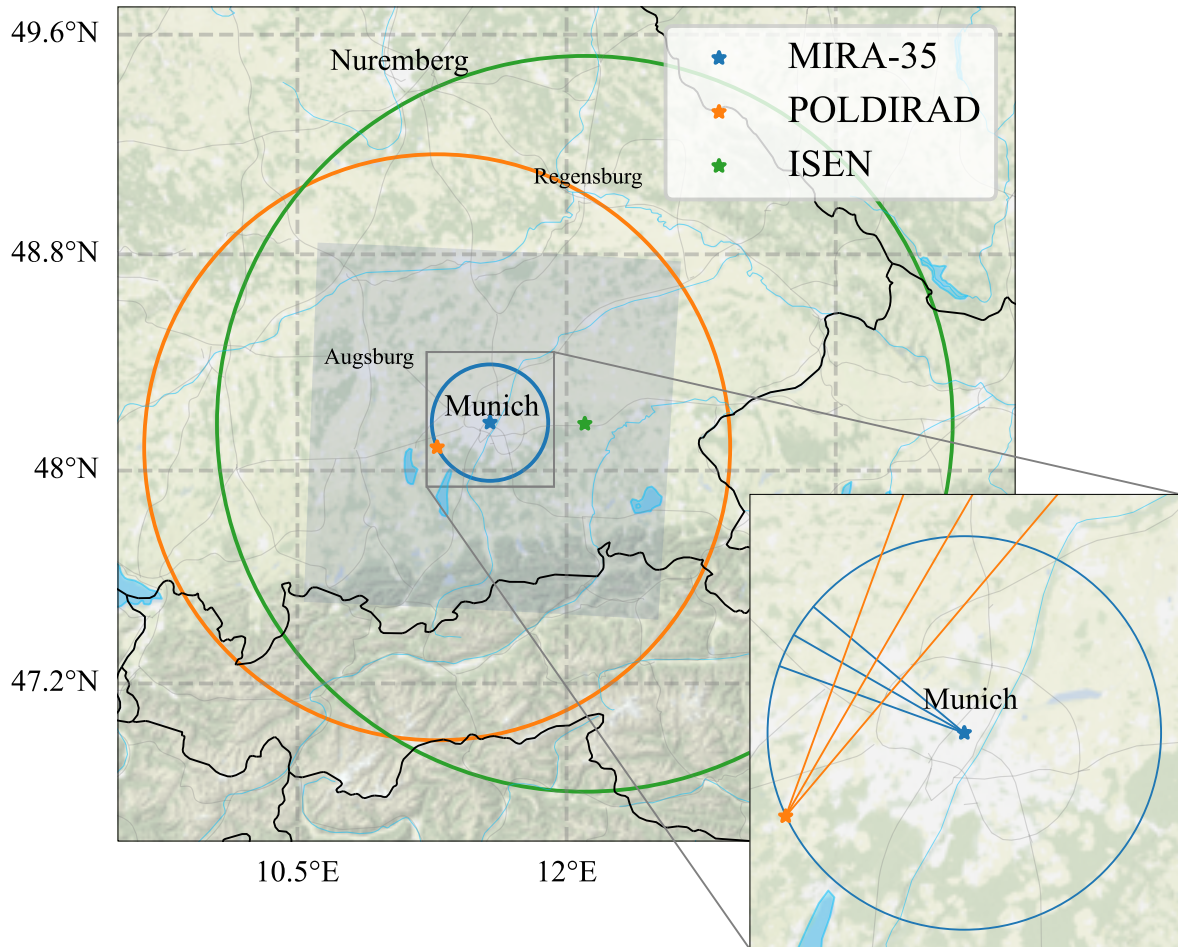 49.6°N
Nuremberg
MIRA-35
POLDIRAD
ISEN
Regensburg
48.8°N
Augsburg
Munich
48°N
47.2°N
Munich
10.5°E
12°E